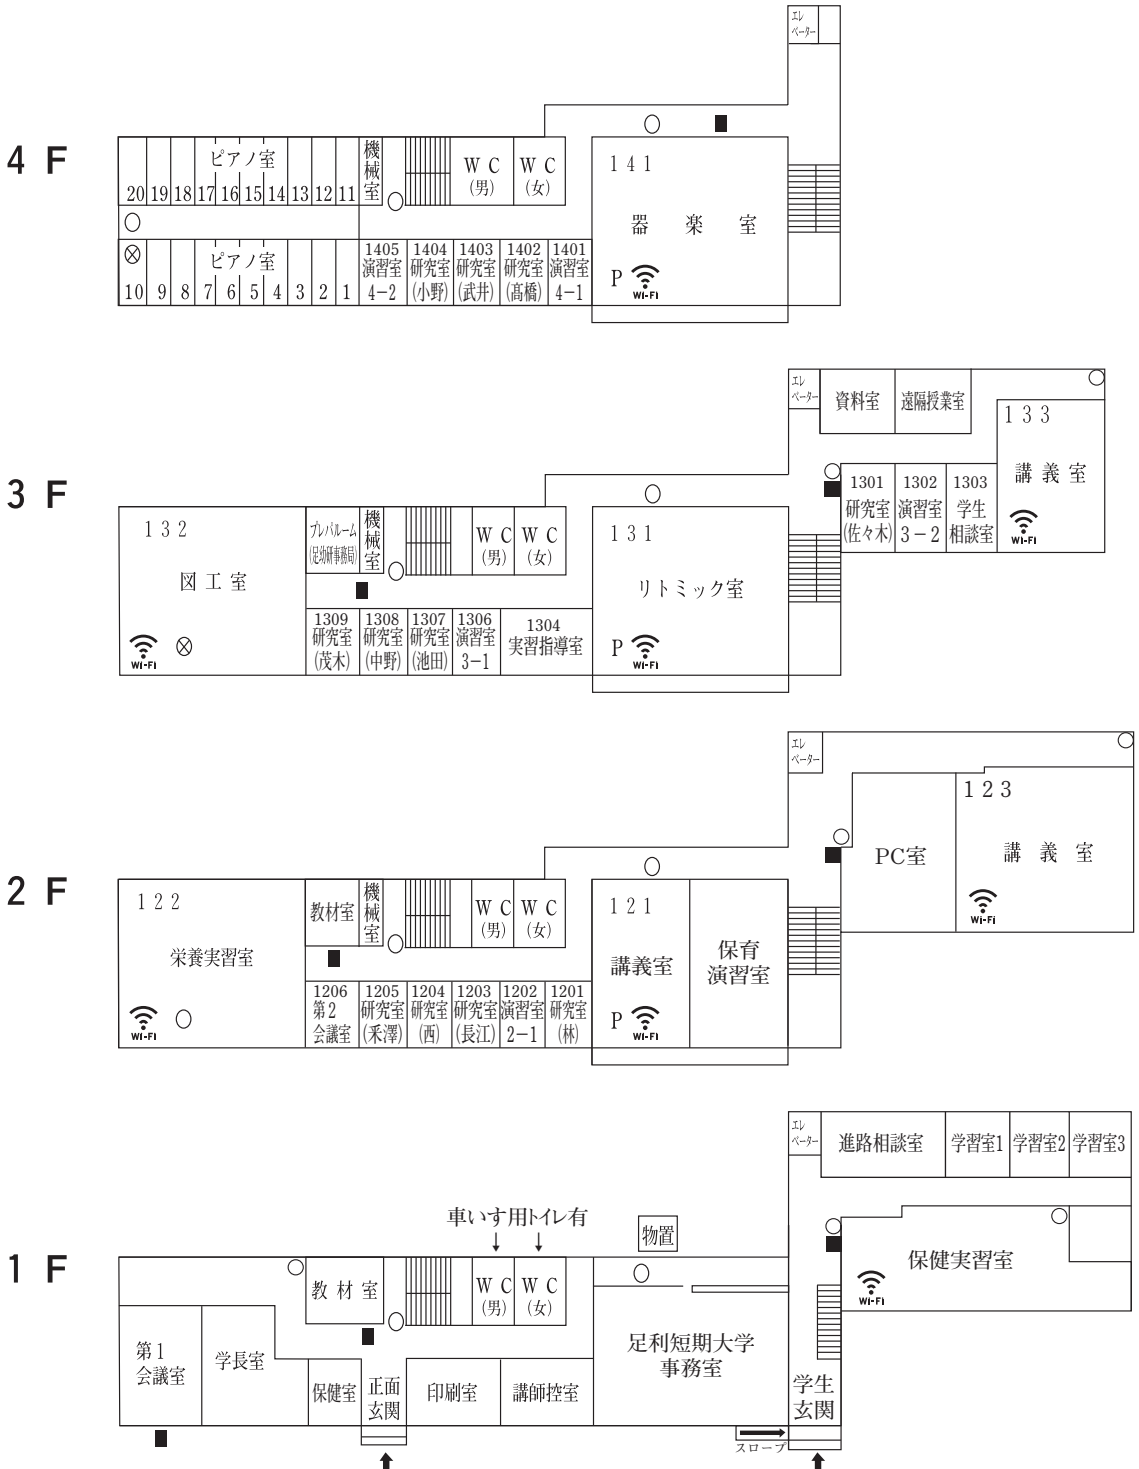 エレ
ベーター
4 F
ピアノ室
20 19 18 17 16 15 14 13 12 11
機械室
W C
(男)
W C
(女)
141
器楽室
P Wi-Fi
ピアノ室
10 9 8 7 6 5 4 3 2 1
1405
演習室
4-2
1404
研究室
(小野)
1403
研究室
(武井)
1402
研究室
(髙橋)
1401
演習室
4-1
3 F
エレ
ベーター
資料室
遠隔授業室
133
講義室
Wi-Fi
1301
研究室
(佐々木)
1302
演習室
3-2
1303
学生
相談室
132
図工室
Wi-Fi
プレパルーム
(足幼研事務局)
機械室
W C
(男)
W C
(女)
131
リトミック室
P Wi-Fi
1309
研究室
(茂木)
1308
研究室
(中野)
1307
研究室
(池田)
1306
演習室
3-1
1304
実習指導室
2 F
エレ
ベーター
PC室
123
講義室
Wi-Fi
122
栄養実習室
Wi-Fi
教材室
機械室
W C
(男)
W C
(女)
121
講義室
P Wi-Fi
保育
演習室
1206
第2
会議室
1205
研究室
(釆澤)
1204
研究室
(西)
1203
研究室
(長江)
1202
演習室
2-1
1201
研究室
(林)
1 F
エレ
ベーター
進路相談室
学習室1
学習室2
学習室3
車いす用トイレ有
物置
保健実習室
Wi-Fi
教材室
W C
(男)
W C
(女)
第1
会議室
学長室
保健室
正面
玄関
印刷室
講師控室
足利短期大学
事務室
学生
玄関
スロープ